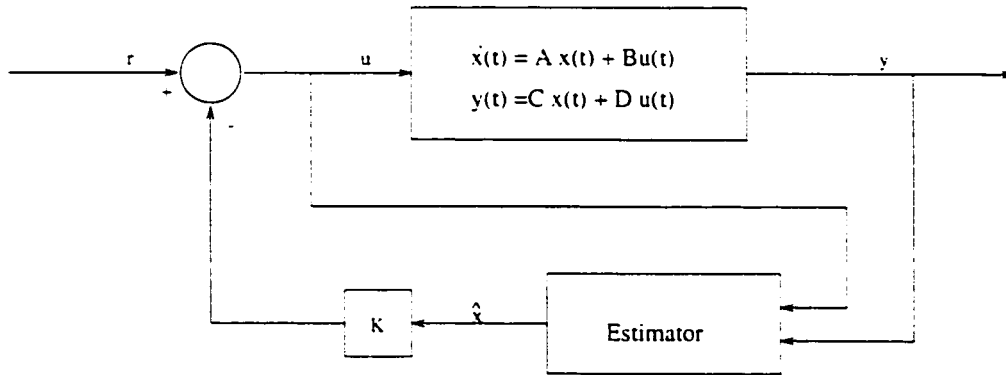 r
+
-
u
ẋ(t) = A x(t) + Bu(t)
y(t) =C x(t) + D u(t)
y
K
x̂
Estimator